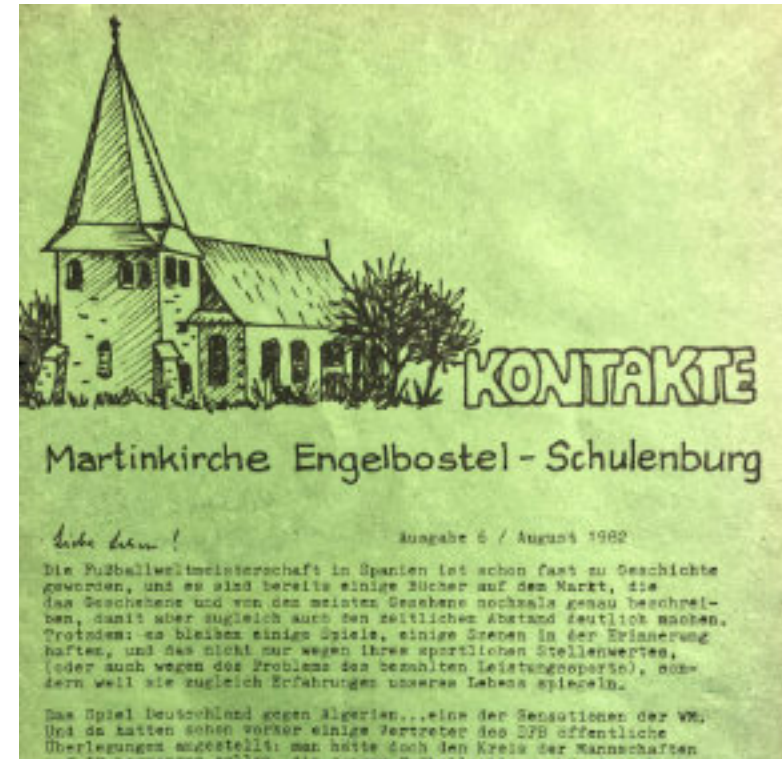 KONTAKTE
Martinkirche Engelbostel - Schulenburg
Liebe Leser !
Ausgabe 6 / August 1982
Die Fußballweltmeisterschaft in Spanien ist schon fast zu Geschichte
geworden, und es sind bereits einige Bücher auf dem Markt, die
das Geschehene und von den meisten Gesehene nochmals genau beschrei-
ben, damit aber zugleich auch den zeitlichen Abstand deutlich machen.
Trotzdem: es bleiben einige Spiele, einige Szenen in der Erinnerung
haften, und das nicht nur wegen ihres sportlichen Stellenwertes,
(oder auch wegen des Problems des bezahlten Leistungssports), son-
dern weil sie zugleich Erfahrungen unseres Lebens spiegeln.
Das Spiel Deutschland gegen Algerien...eine der Sensationen der WM.
Und da hatten schon vorher einige Vertreter des DFB öffentliche
Überlegungen angestellt: man hätte doch den Kreis der Mannschaften